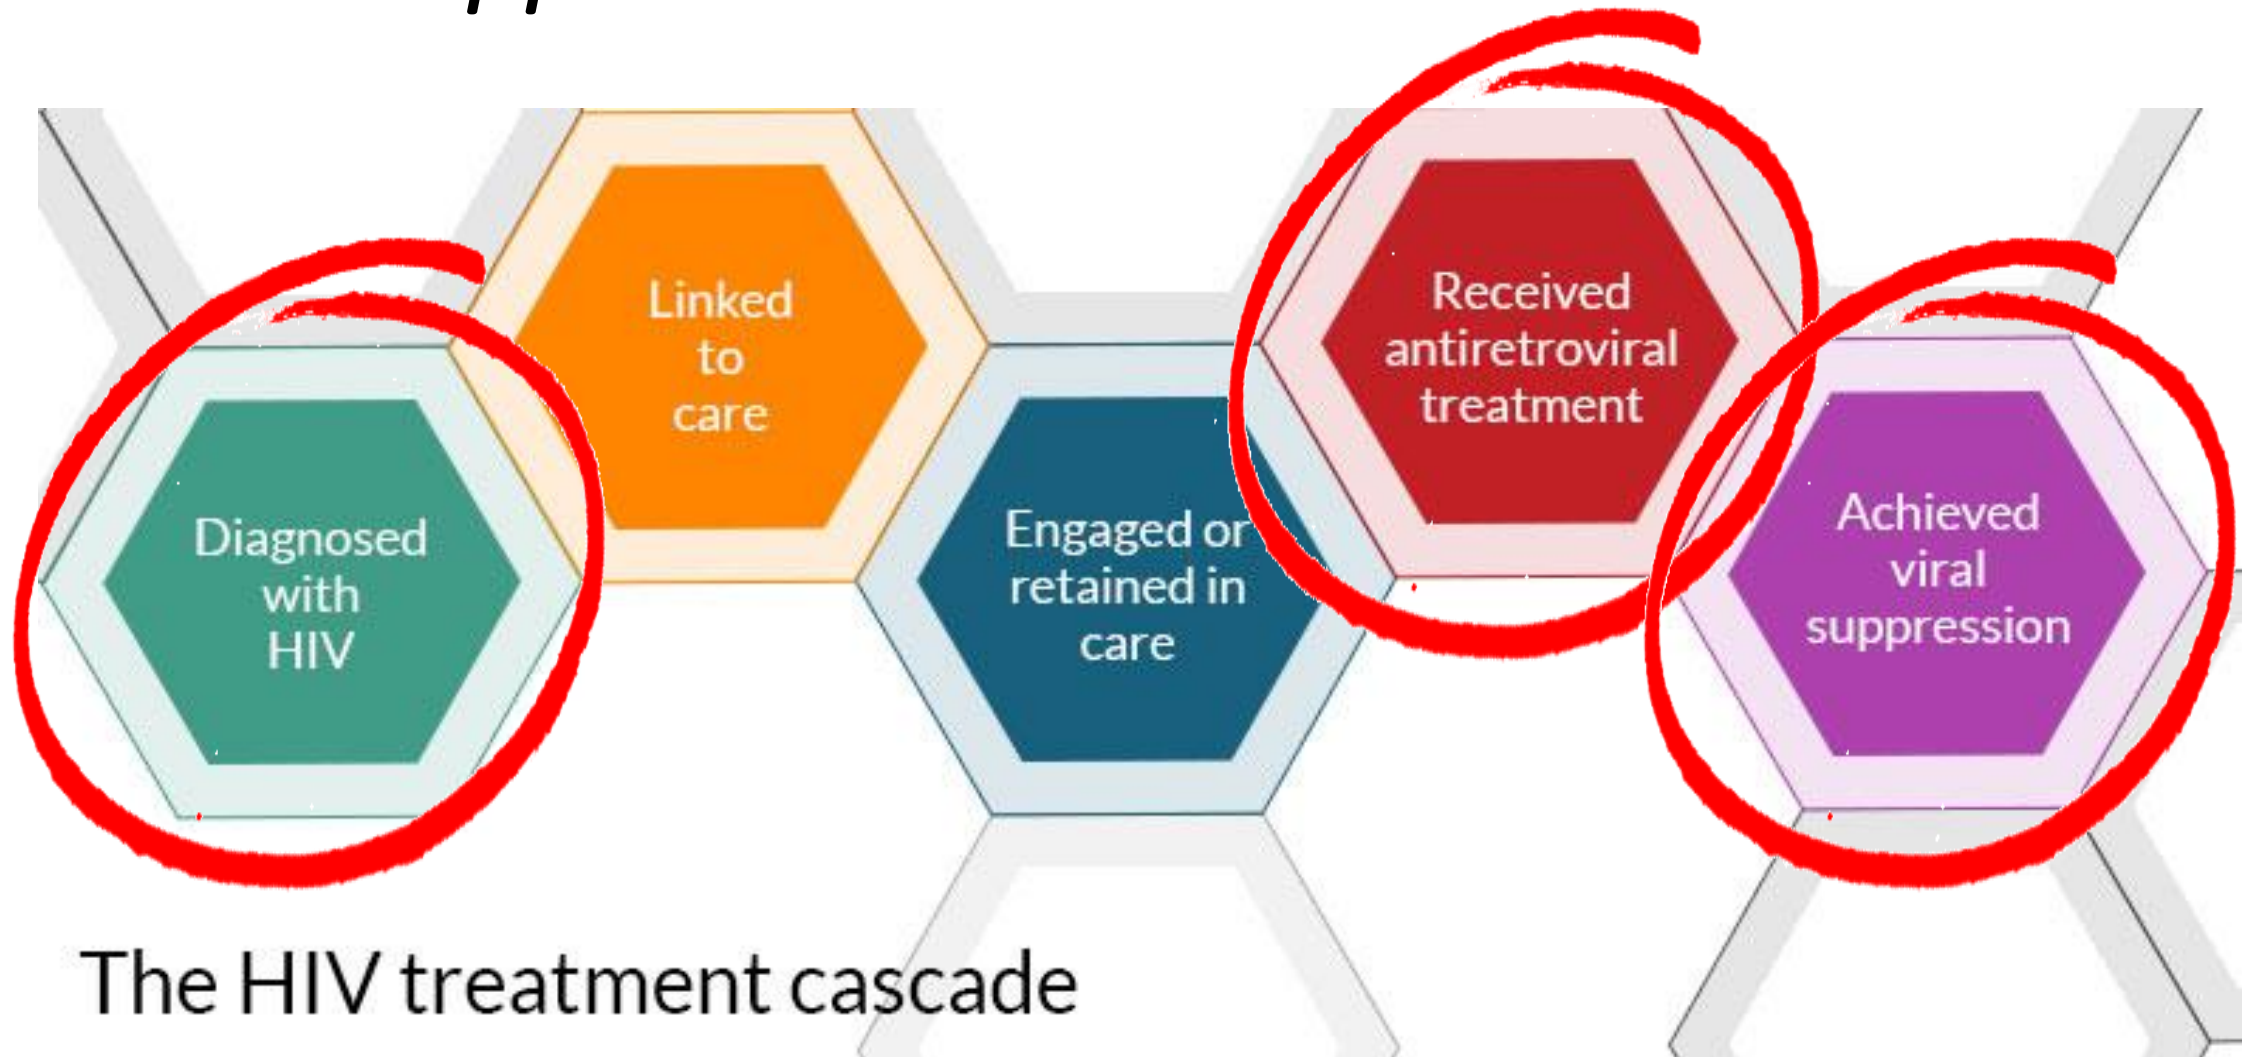 Diagnosed
with
HIV
Linked
to
care
Engaged or
retained in
care
Received
antiretroviral
treatment
Achieved
viral
suppression
The HIV treatment cascade